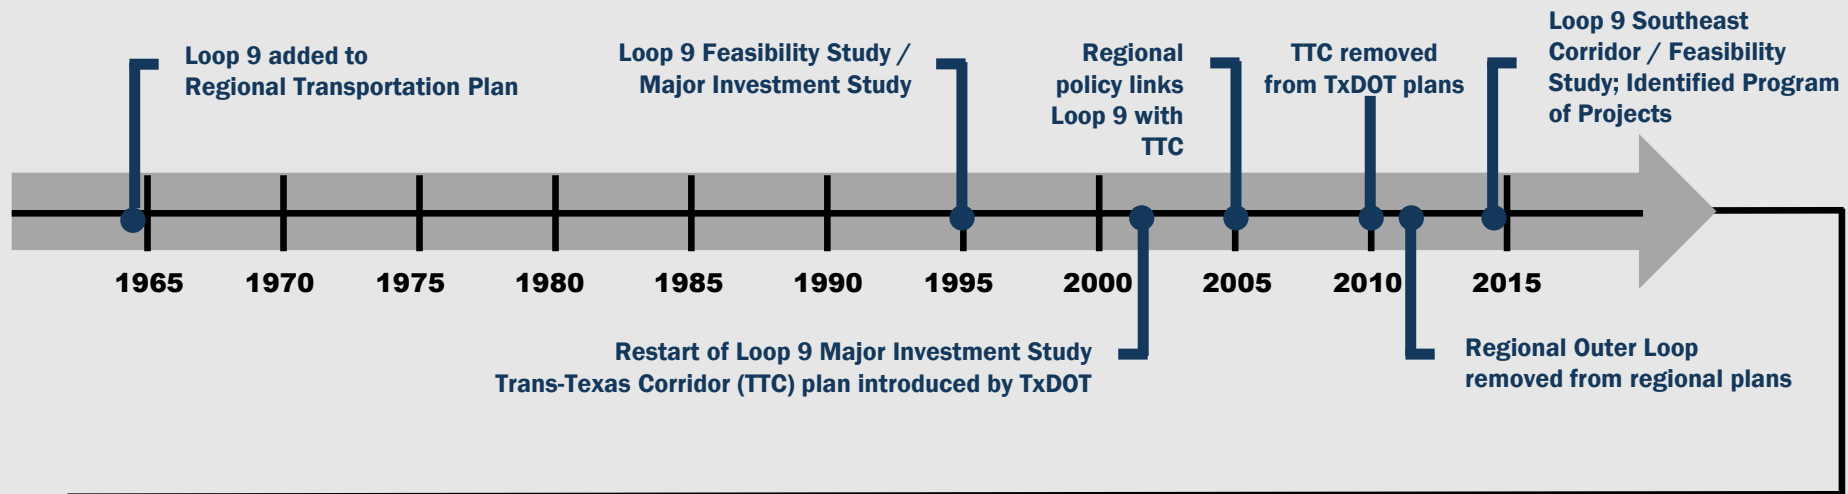 Loop 9 added to
Regional Transportation Plan
Loop 9 Feasibility Study /
Major Investment Study
Regional
policy links
Loop 9 with
TTC
TTC removed
from TxDOT plans
Loop 9 Southeast
Corridor / Feasibility
Study; Identified Program
of Projects
1965 1970 1975 1980 1985 1990 1995 2000 2005 2010 2015
Restart of Loop 9 Major Investment Study
Trans-Texas Corridor (TTC) plan introduced by TxDOT
Regional Outer Loop
removed from regional plans